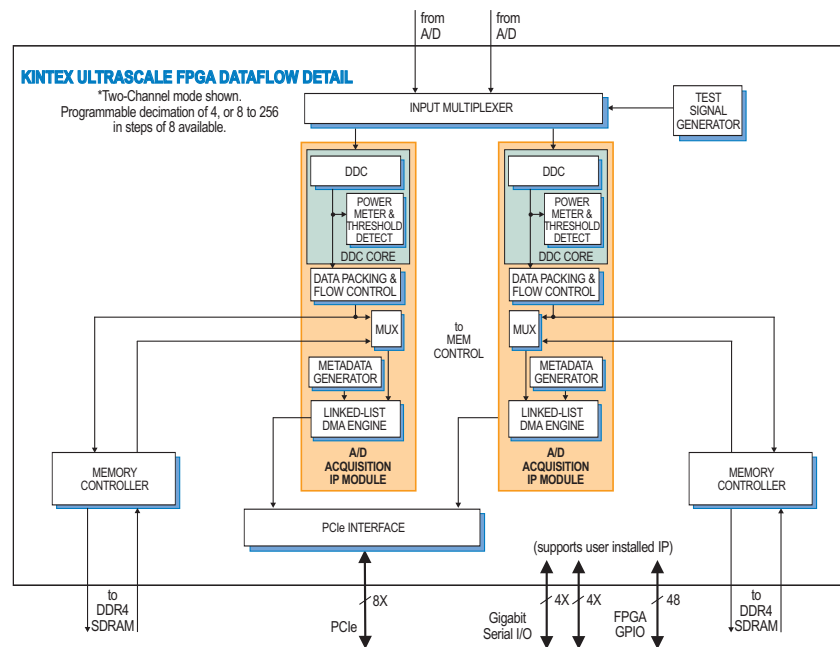 from
A/D
from
A/D
KINTEX ULTRASCALE FPGA DATAFLOW DETAIL
*Two-Channel mode shown.
Programmable decimation of 4, or 8 to 256
in steps of 8 available.
INPUT MULTIPLEXER
TEST
SIGNAL
GENERATOR
DDC
POWER
METER &
THRESHOLD
DETECT
DDC CORE
DATA PACKING &
FLOW CONTROL
MUX
METADATA
GENERATOR
LINKED-LIST
DMA ENGINE
A/D
ACQUISITION
IP MODULE
to
MEM
CONTROL
DDC
POWER
METER &
THRESHOLD
DETECT
DDC CORE
DATA PACKING &
FLOW CONTROL
MUX
METADATA
GENERATOR
LINKED-LIST
DMA ENGINE
A/D
ACQUISITION
IP MODULE
MEMORY
CONTROLLER
MEMORY
CONTROLLER
PCIe INTERFACE
(supports user installed IP)
to
DDR4
SDRAM
8X
PCIe
4X
4X
Gigabit
Serial I/O
48
FPGA
GPIO
to
DDR4
SDRAM